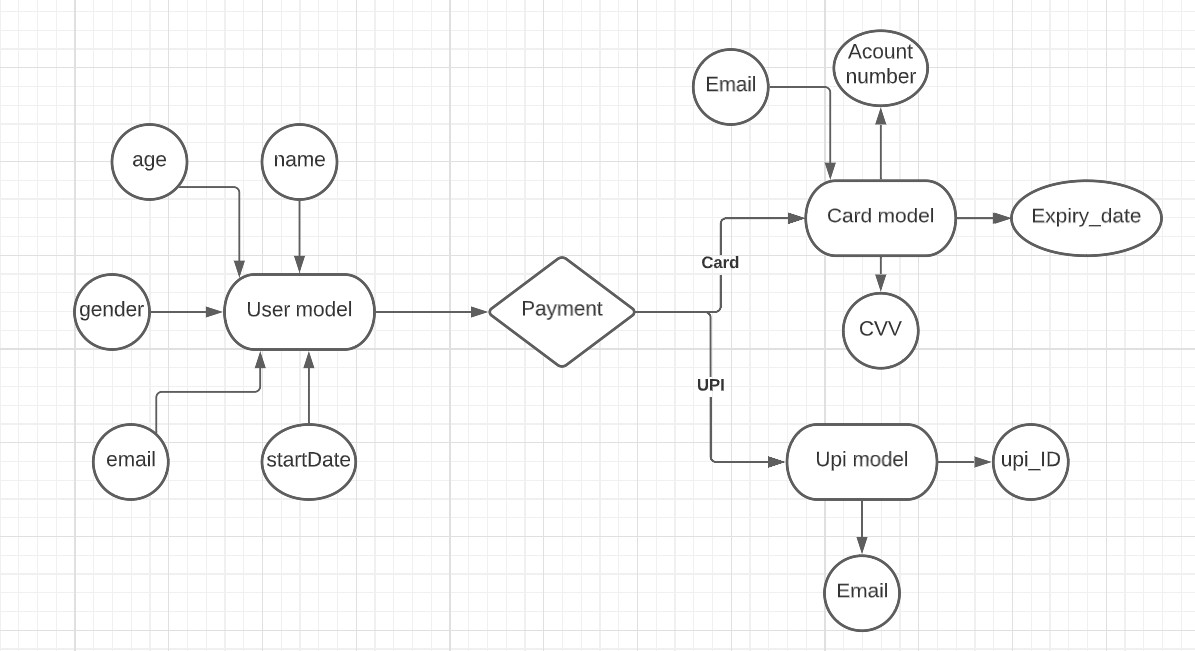 Email
Acount
number
age
name
Card model
Expiry_date
Card
gender
User model
Payment
CVV
UPI
email
startDate
Upi model
upi_ID
Email